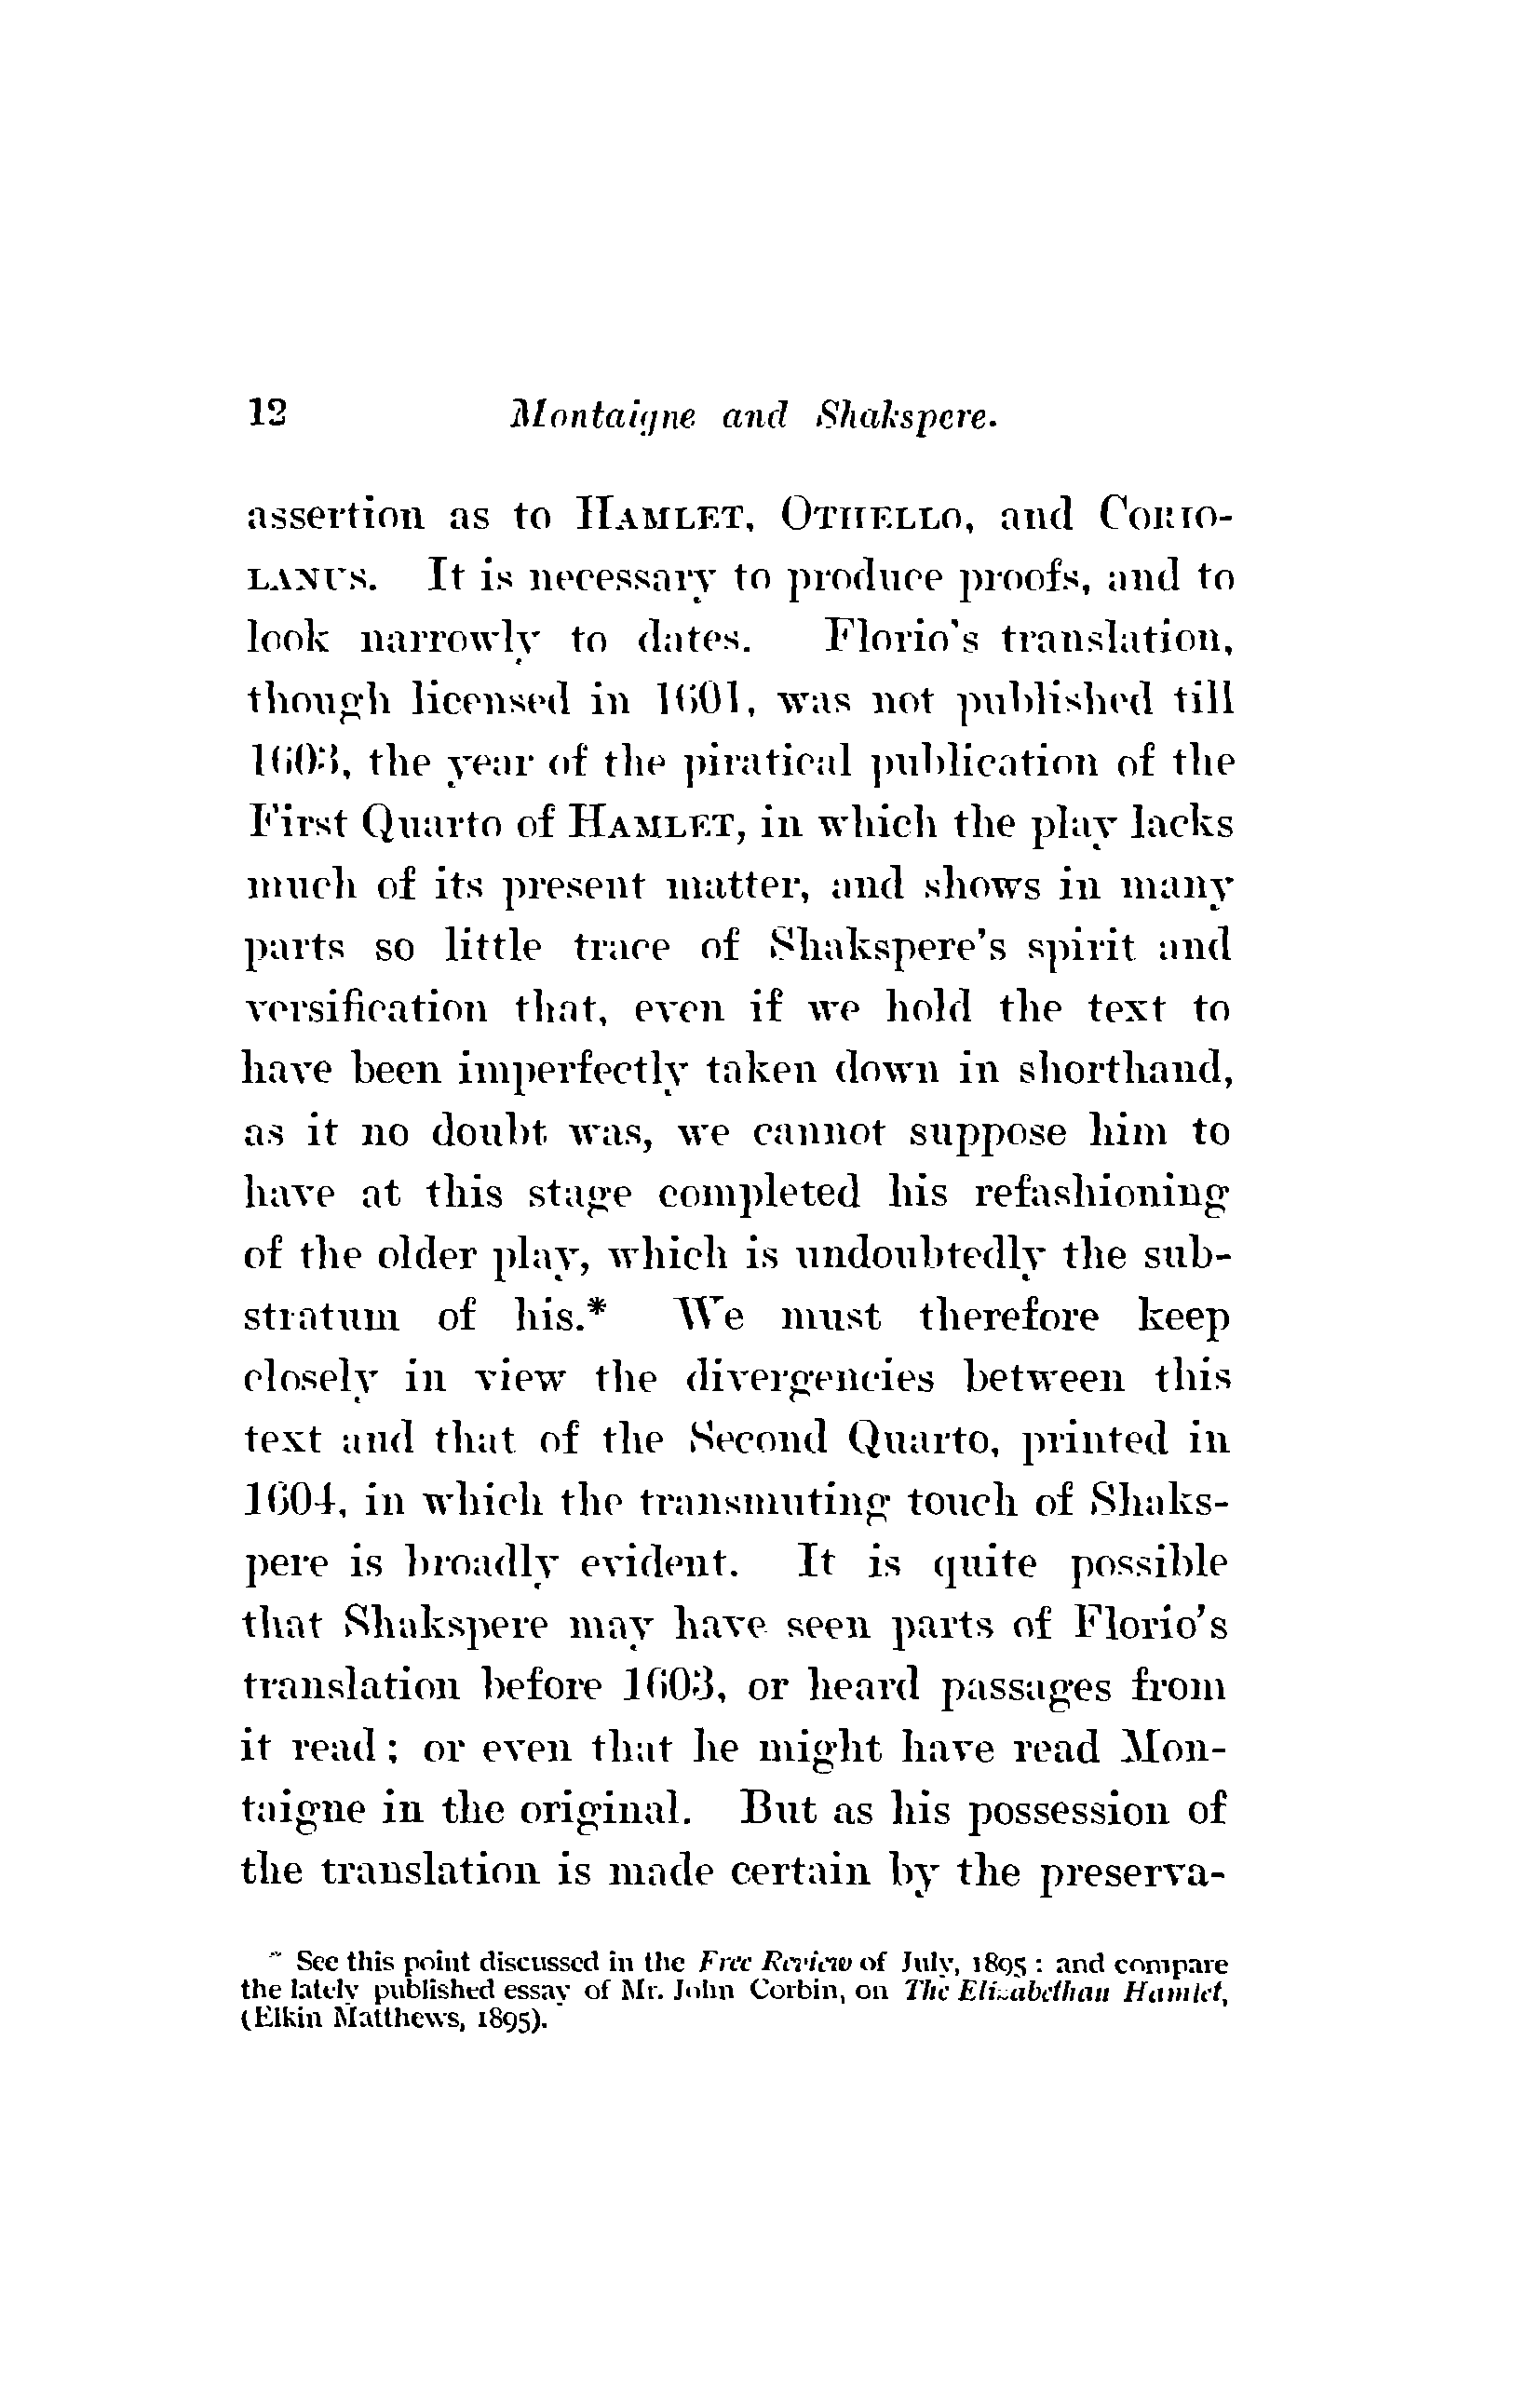 12 Montaigne and Shakspere.
assertion as to HAMLET, OTHELLO, and CORIO-
LANUS. It is necessary to produce proofs, and to
look narrowly to dates. Florio's translation,
though licensed in 1601, was not published till
1603, the year of the piratical publication of the
First Quarto of HAMLET, in which the play lacks
much of its present matter, and shows in many
parts so little trace of Shakspere's spirit and
versification that, even if we hold the text to
have been imperfectly taken down in shorthand,
as it no doubt was, we cannot suppose him to
have at this stage completed his refashioning
of the older play, which is undoubtedly the sub-
stratum of his.* We must therefore keep
closely in view the divergencies between this
text and that of the Second Quarto, printed in
1604, in which the transmuting touch of Shaks-
pere is broadly evident. It is quite possible
that Shakspere may have seen parts of Florio's
translation before 1603, or heard passages from
it read; or even that he might have read Mon-
taigne in the original. But as his possession of
the translation is made certain by the preserva-
* See this point discussed in the Free Review of July, 1895: and compare
the lately published essay of Mr. John Corbin, on The Elizabethan Hamlet,
(Elkin Matthews, 1895).